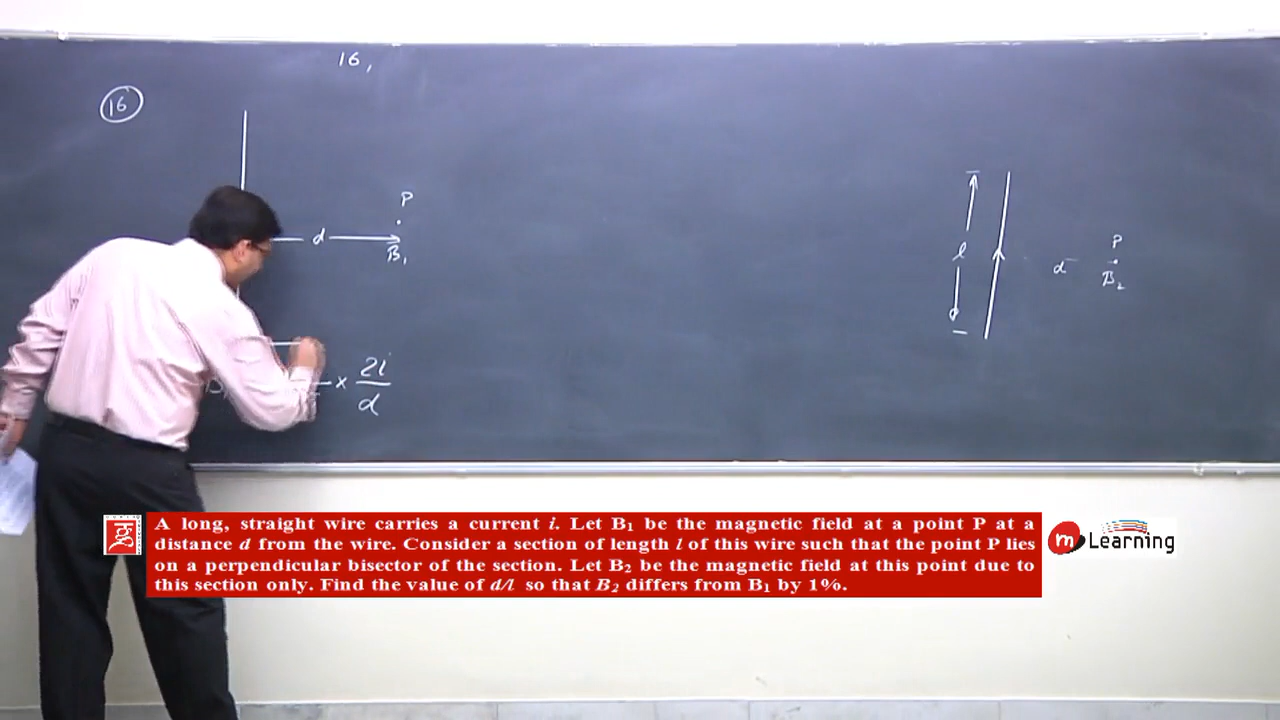 16,
16
P
d
B1
× 2i
d
l
d
P
B2
A long, straight wire carries a current i. Let B1 be the magnetic field at a point P at a
distance d from the wire. Consider a section of length l of this wire such that the point P lies
on a perpendicular bisector of the section. Let B2 be the magnetic field at this point due to
this section only. Find the value of d/l so that B2 differs from B1 by 1%.
m Learning